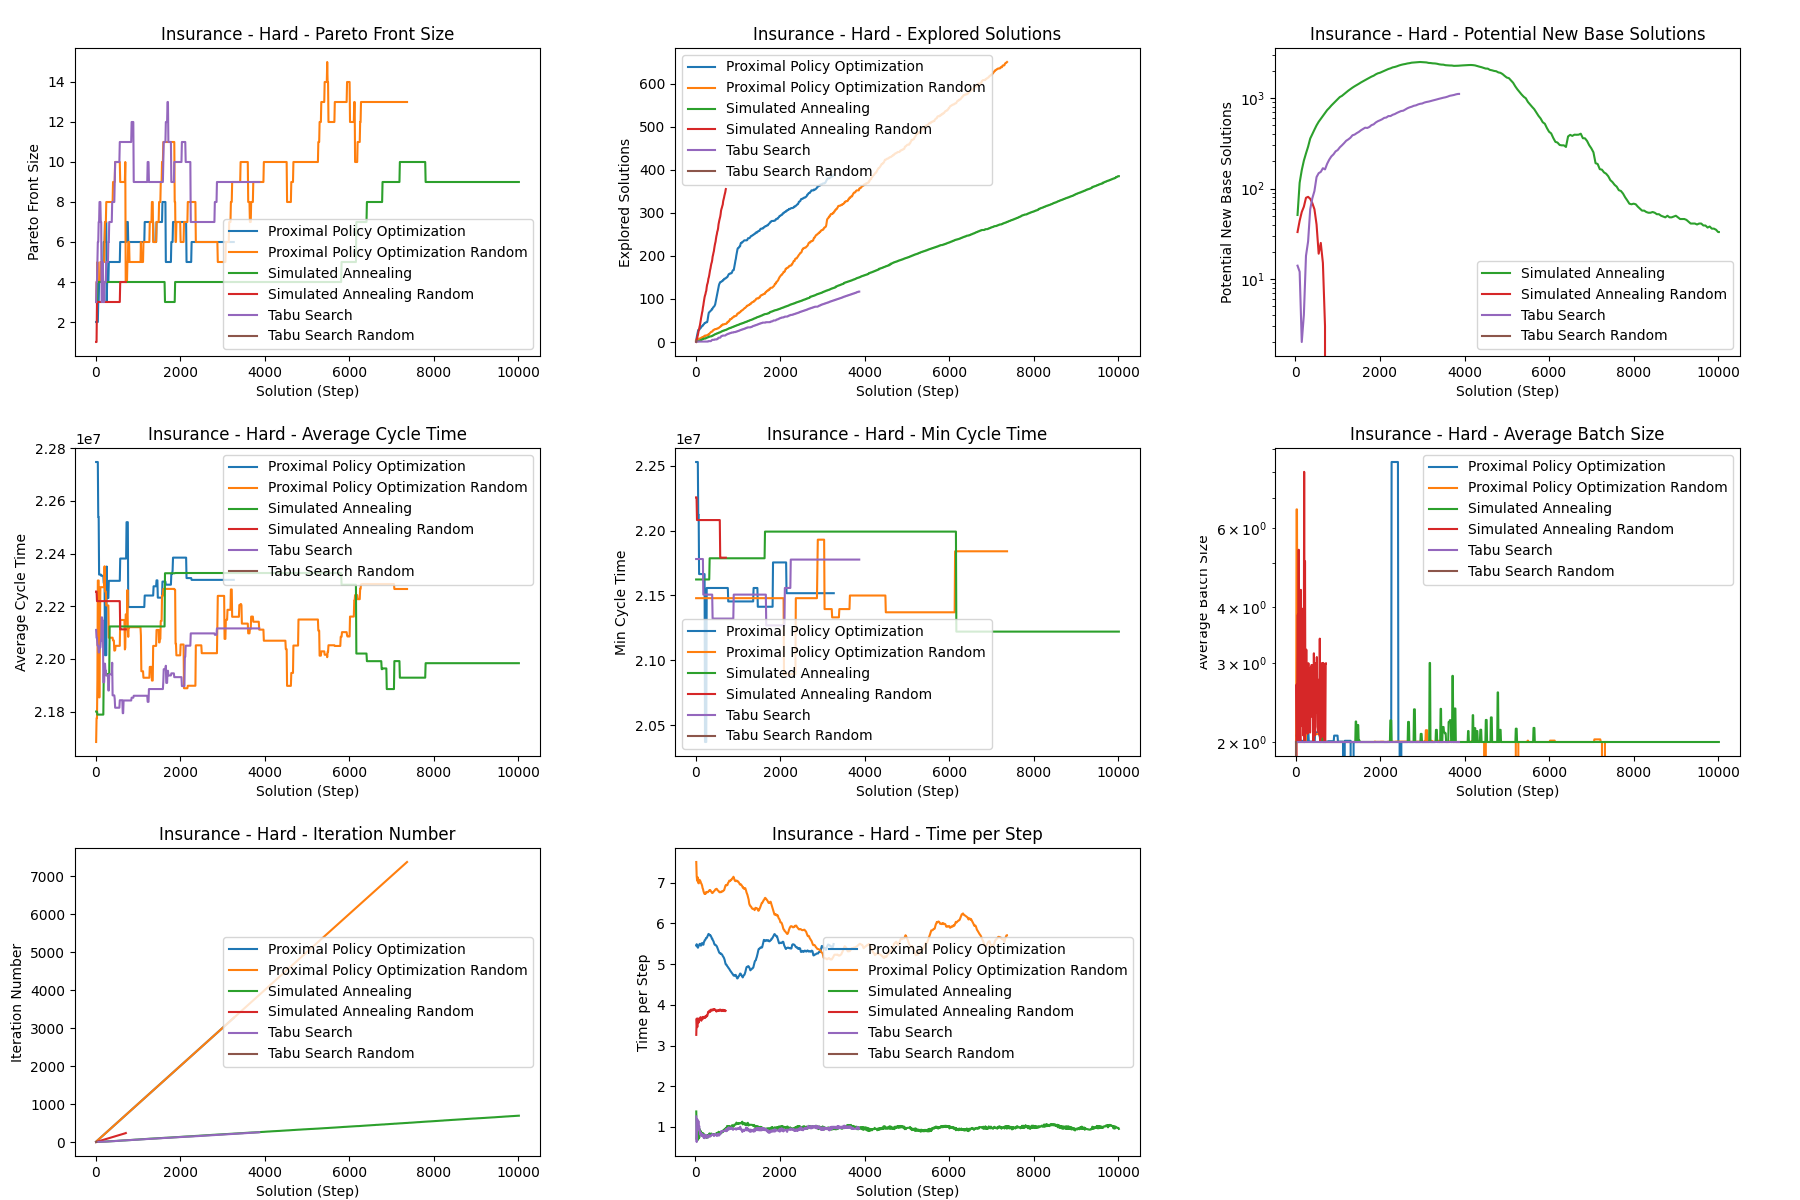 Insurance - Hard - Pareto Front Size
Pareto Front Size
14
12
10
8
6
4
2
Proximal Policy Optimization
Proximal Policy Optimization Random
Simulated Annealing
Simulated Annealing Random
Tabu Search
Tabu Search Random
0 2000 4000 6000 8000 10000
Solution (Step)
Insurance - Hard - Explored Solutions
Explored Solutions
600
500
400
300
200
100
0
Proximal Policy Optimization
Proximal Policy Optimization Random
Simulated Annealing
Simulated Annealing Random
Tabu Search
Tabu Search Random
0 2000 4000 6000 8000 10000
Solution (Step)
Insurance - Hard - Potential New Base Solutions
Potential New Base Solutions
10³
10²
10¹
Simulated Annealing
Simulated Annealing Random
Tabu Search
Tabu Search Random
0 2000 4000 6000 8000 10000
Solution (Step)
Insurance - Hard - Average Cycle Time
1e7
Average Cycle Time
2.28
2.26
2.24
2.22
2.20
2.18
Proximal Policy Optimization
Proximal Policy Optimization Random
Simulated Annealing
Simulated Annealing Random
Tabu Search
Tabu Search Random
0 2000 4000 6000 8000 10000
Solution (Step)
Insurance - Hard - Min Cycle Time
1e7
Min Cycle Time
2.25
2.20
2.15
2.10
2.05
Proximal Policy Optimization
Proximal Policy Optimization Random
Simulated Annealing
Simulated Annealing Random
Tabu Search
Tabu Search Random
0 2000 4000 6000 8000 10000
Solution (Step)
Insurance - Hard - Average Batch Size
Average Batch Size
6 × 10⁰
4 × 10⁰
3 × 10⁰
2 × 10⁰
Proximal Policy Optimization
Proximal Policy Optimization Random
Simulated Annealing
Simulated Annealing Random
Tabu Search
Tabu Search Random
0 2000 4000 6000 8000 10000
Solution (Step)
Insurance - Hard - Iteration Number
Iteration Number
7000
6000
5000
4000
3000
2000
1000
0
Proximal Policy Optimization
Proximal Policy Optimization Random
Simulated Annealing
Simulated Annealing Random
Tabu Search
Tabu Search Random
0 2000 4000 6000 8000 10000
Solution (Step)
Insurance - Hard - Time per Step
Time per Step
7
6
5
4
3
2
1
Proximal Policy Optimization
Proximal Policy Optimization Random
Simulated Annealing
Simulated Annealing Random
Tabu Search
Tabu Search Random
0 2000 4000 6000 8000 10000
Solution (Step)